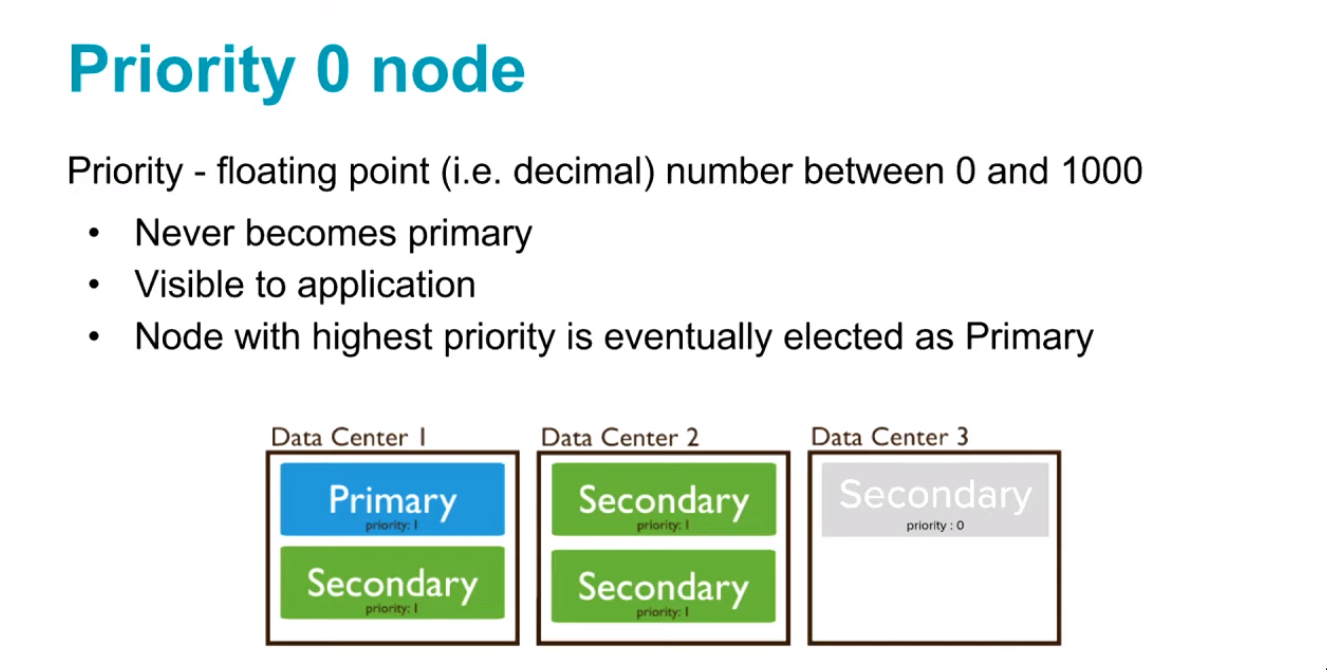 Priority 0 node
Priority - floating point (i.e. decimal) number between 0 and 1000
• Never becomes primary
• Visible to application
• Node with highest priority is eventually elected as Primary
Data Center 1
Data Center 2
Data Center 3
Primary
priority: 1
Secondary
priority: 1
Secondary
priority: 1
Secondary
priority: 1
Secondary
priority : 0